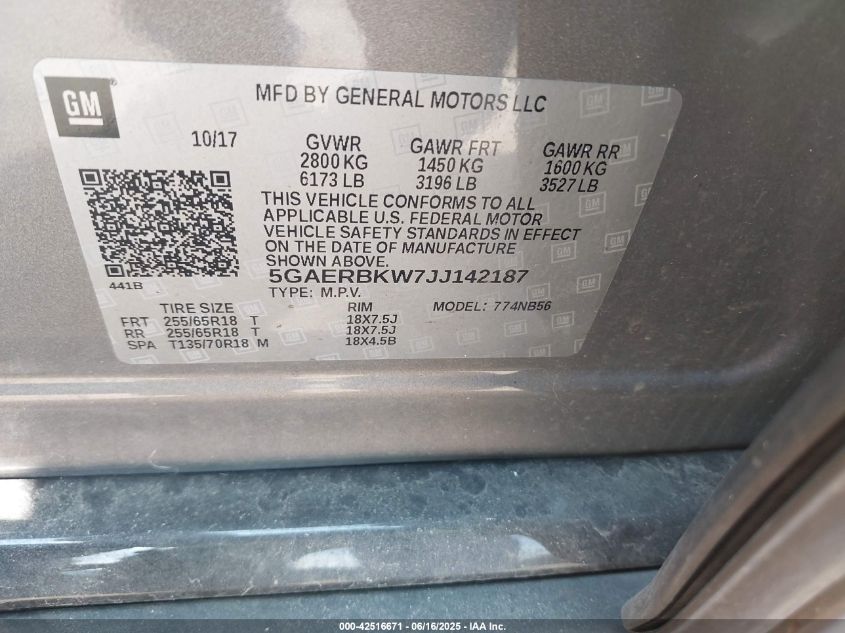 GM
MFD BY GENERAL MOTORS LLC
10/17
GVWR GAWR FRT GAWR RR
2800 KG 1450 KG 1600 KG
6173 LB 3196 LB 3527 LB
THIS VEHICLE CONFORMS TO ALL
APPLICABLE U.S. FEDERAL MOTOR
VEHICLE SAFETY STANDARDS IN EFFECT
ON THE DATE OF MANUFACTURE
SHOWN ABOVE.
441B
5GAERBKW7JJ142187
TYPE: M.P.V.
TIRE SIZE RIM MODEL: 774NB56
FRT 255/65R18 T 18X7.5J
RR 255/65R18 T 18X7.5J
SPA T135/70R18 M 18X4.5B
000-42516671 - 06/16/2025 - IAA Inc.